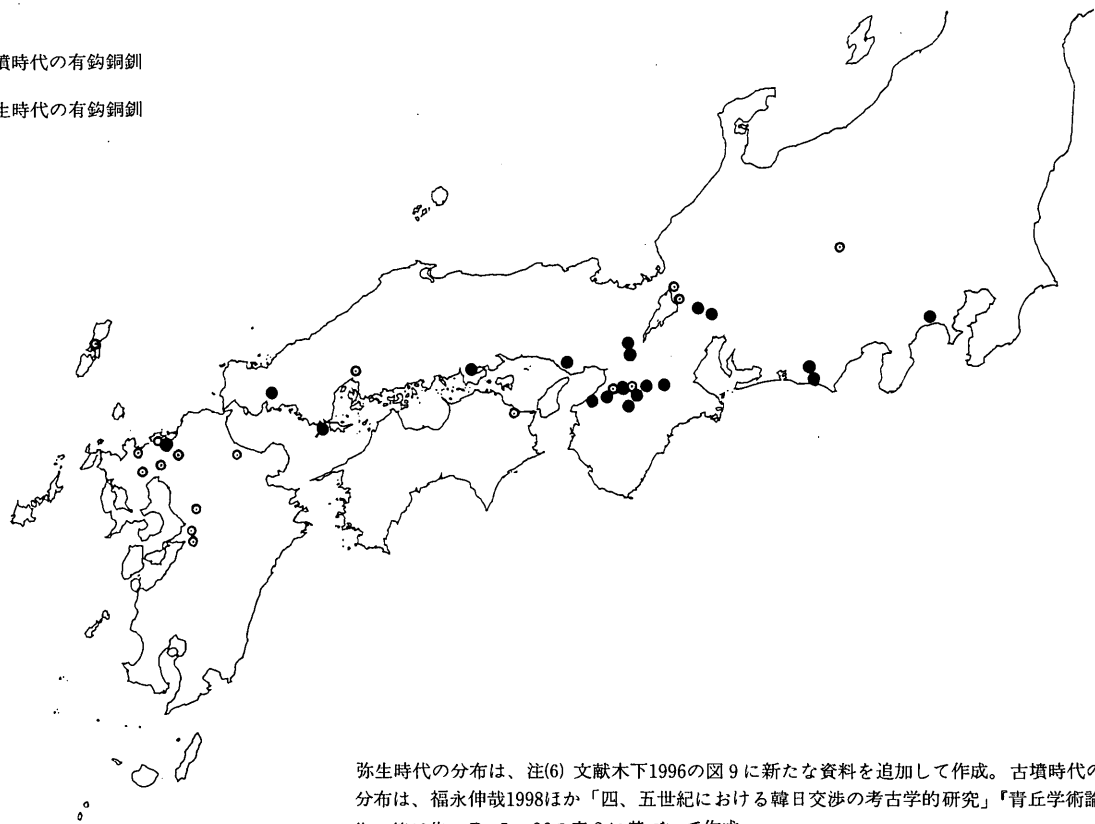 墳時代の有鈎銅釧
生時代の有鈎銅釧
弥生時代の分布は、注(6) 文献木下1996の図9に新たな資料を追加して作成。古墳時代の
分布は、福永伸哉1998ほか「四、五世紀における韓日交渉の考古学的研究」『青丘学術論